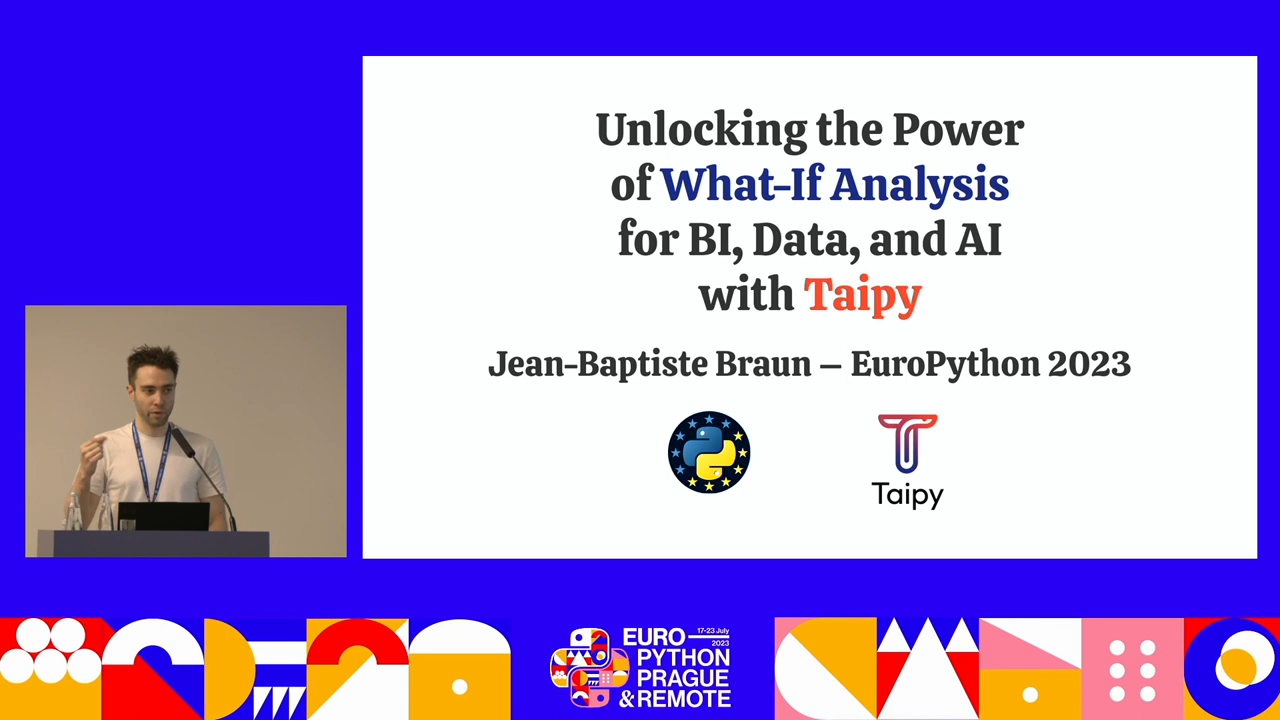 Unlocking the Power
of What-If Analysis
for BI, Data, and AI
with Taipy
Jean-Baptiste Braun – EuroPython 2023
Taipy
EURO
17-23 July
2023
PYTHON
PRAGUE
& REMOTE